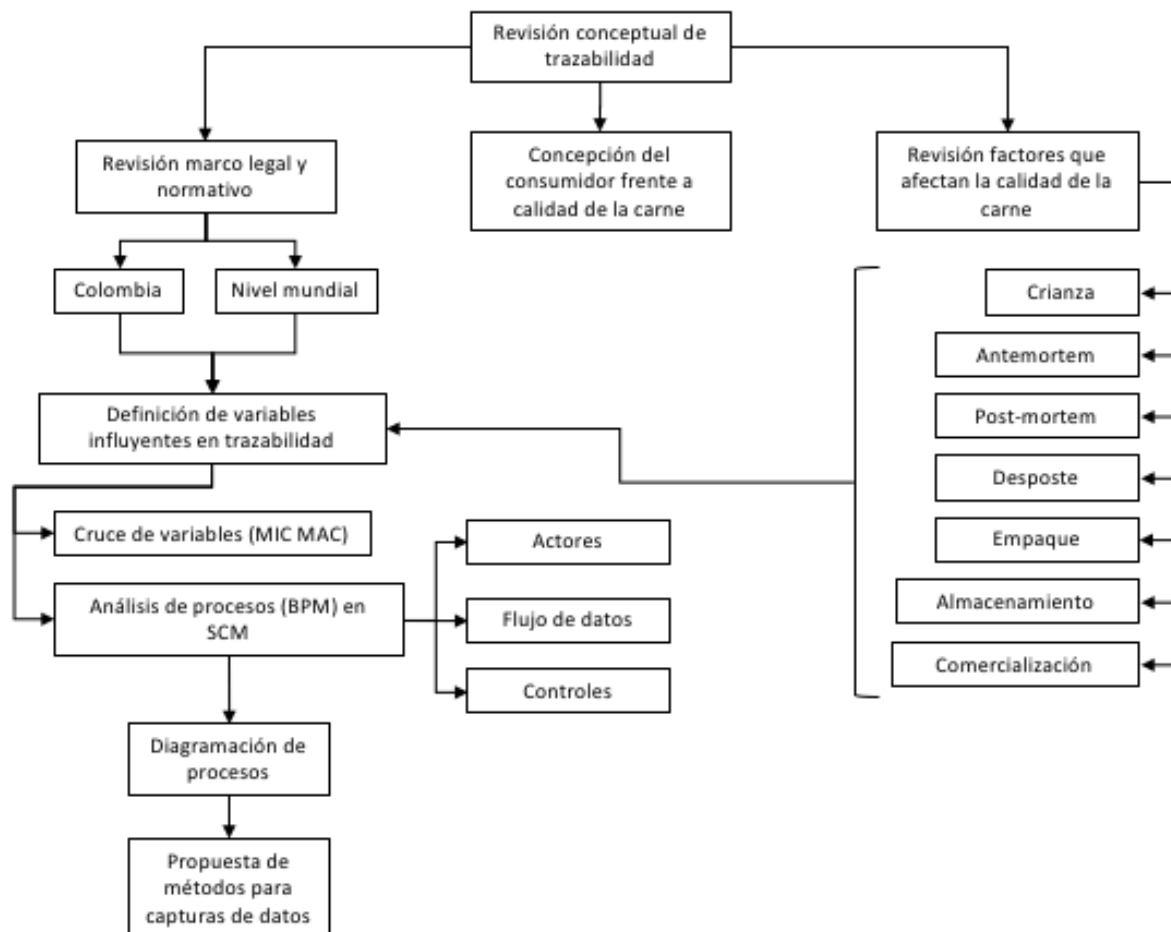 Revisión conceptual de
trazabilidad
Revisión marco legal y
normativo
Concepción del
consumidor frente a
calidad de la carne
Revisión factores que
afectan la calidad de la
carne
Colombia
Nivel mundial
Crianza
Antemortem
Post-mortem
Desposte
Empaque
Almacenamiento
Comercialización
Definición de variables
influyentes en trazabilidad
Cruce de variables (MIC MAC)
Análisis de procesos (BPM) en
SCM
Actores
Flujo de datos
Controles
Diagramación de
procesos
Propuesta de
métodos para
capturas de datos